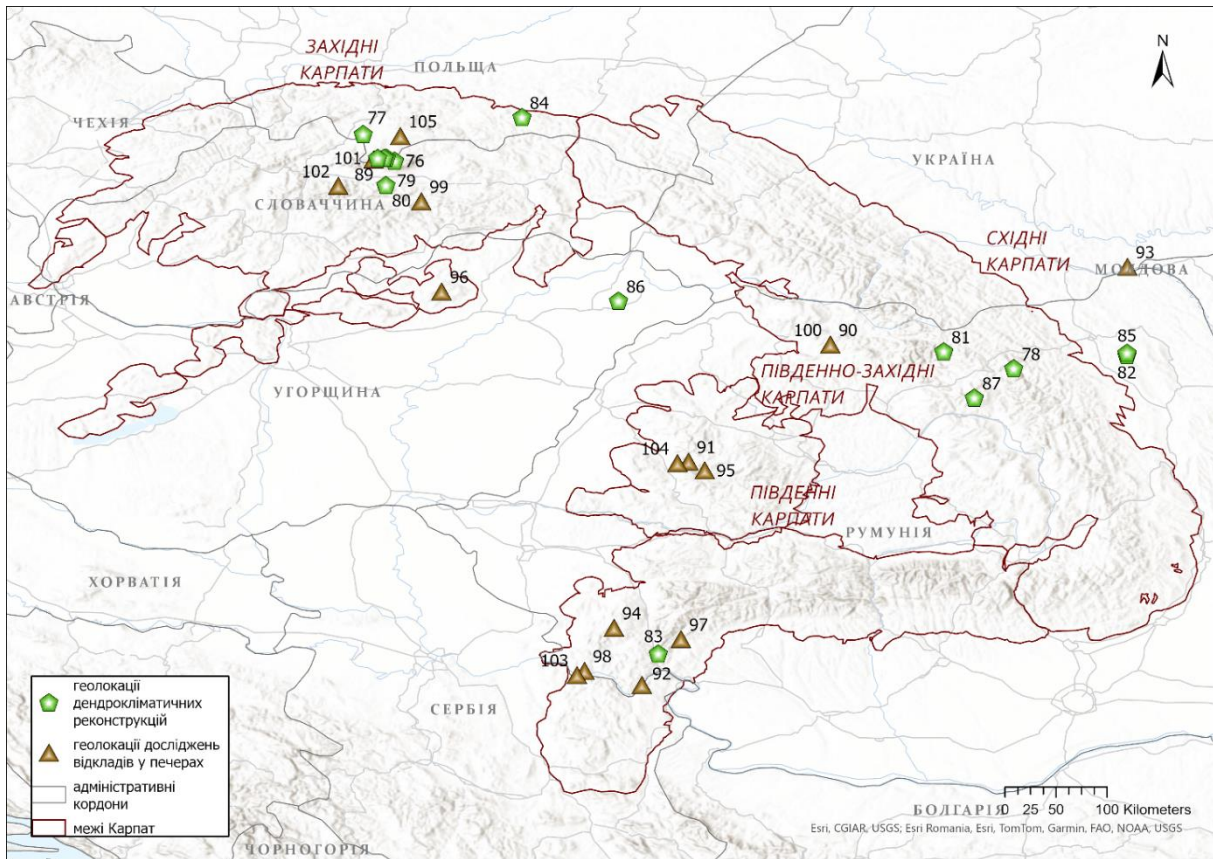 ЗАХІДНІ
КАРПАТИ
ПОЛЬЩА
N
84
ЧЕХІЯ
77
105
УКРАЇНА
101
76
102
89
79
99
СЛОВАЧЧИНА
80
СХІДНІ
КАРПАТИ
93
МОЛДОВА
АВСТРІЯ
96
86
100
90
81
85
78
82
УГОРЩИНА
ПІВДЕННО-ЗАХІДНІ
КАРПАТИ
87
104
91
95
ПІВДЕННІ
КАРПАТИ
РУМУНІЯ
ХОРВАТІЯ
94
83
97
103
98
92
СЕРБІЯ
геолокації
дендрокліматичних
реконструкцій
геолокації досліджень
відкладів у печерах
адміністративні
кордони
межі Карпат
БОЛГАРІЯ
0 25 50 100 Kilometers
Esri, CGIAR, USGS; Esri Romania, Esri, TomTom, Garmin, FAO, NOAA, USGS
ЧОРНОГОРІЯ